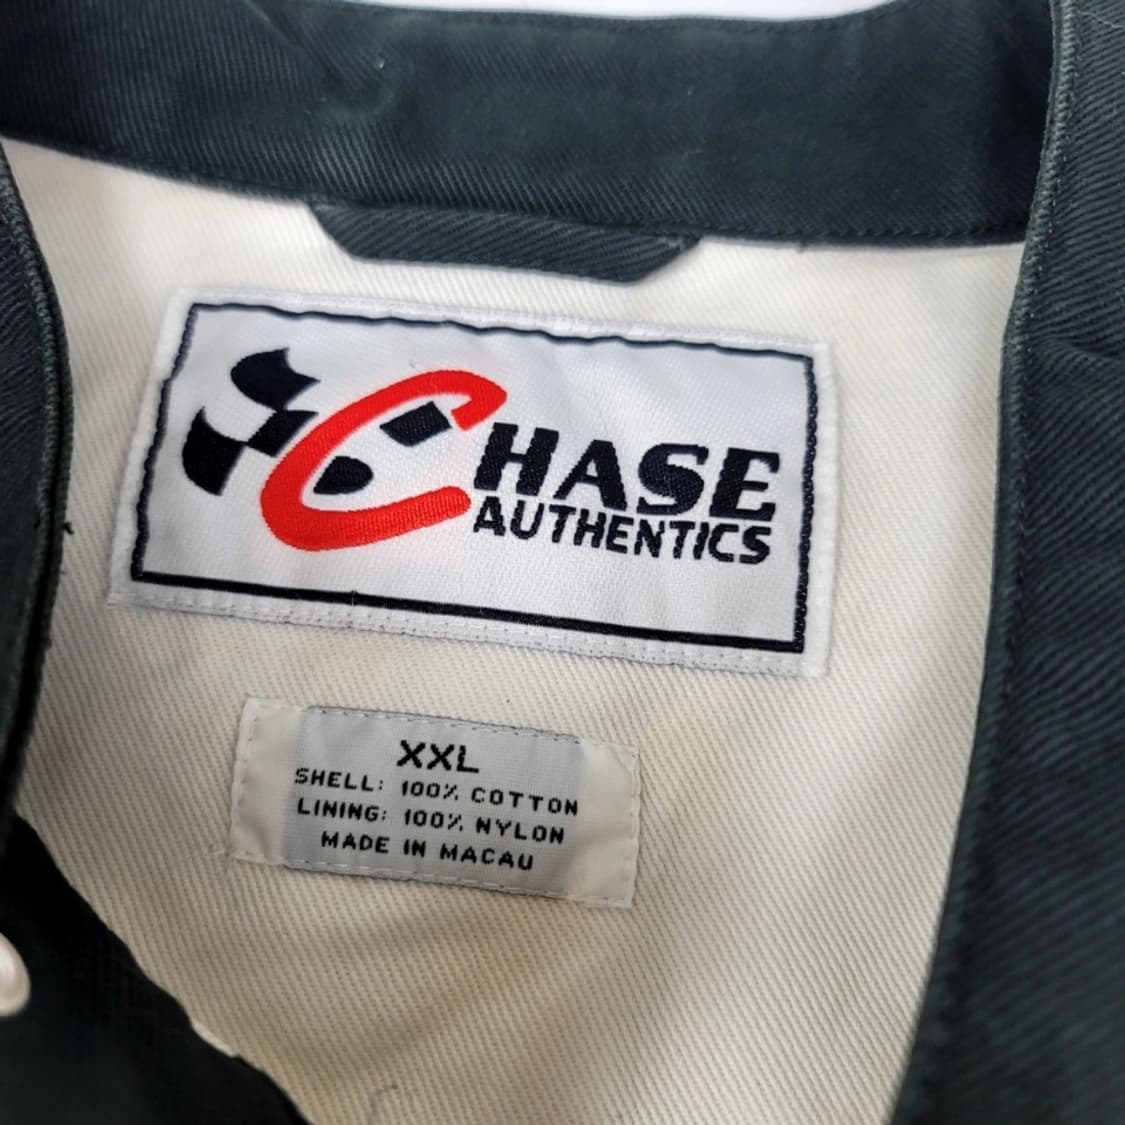 CHASE
AUTHENTICS
XXL
SHELL: 100% COTTON
LINING: 100% NYLON
MADE IN MACAU